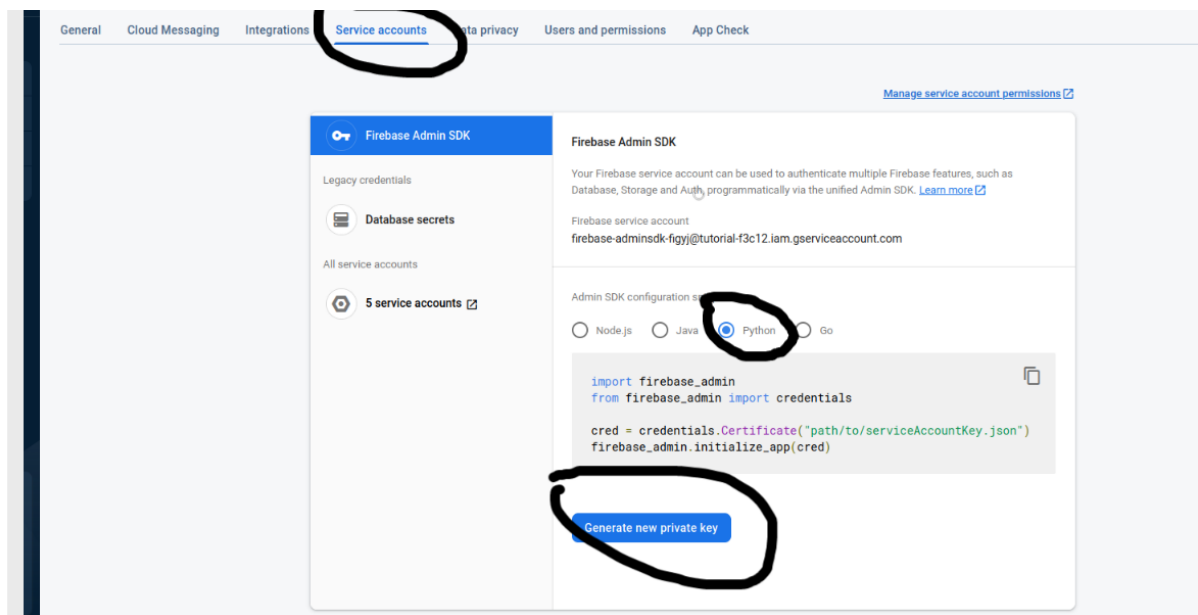 General Cloud Messaging Integrations Service accounts ata privacy Users and permissions App Check
Manage service account permissions
Firebase Admin SDK
Legacy credentials
Database secrets
All service accounts
5 service accounts
Firebase Admin SDK
Your Firebase service account can be used to authenticate multiple Firebase features, such as
Database, Storage and Auth, programmatically via the unified Admin SDK. Learn more
Firebase service account
firebase-adminsdk-figyj@tutorial-f3c12.iam.gserviceaccount.com
Admin SDK configuration
Node.js Java Python Go
import firebase_admin
from firebase_admin import credentials
cred = credentials.Certificate("path/to/serviceAccountKey.json")
firebase_admin.initialize_app(cred)
Generate new private key